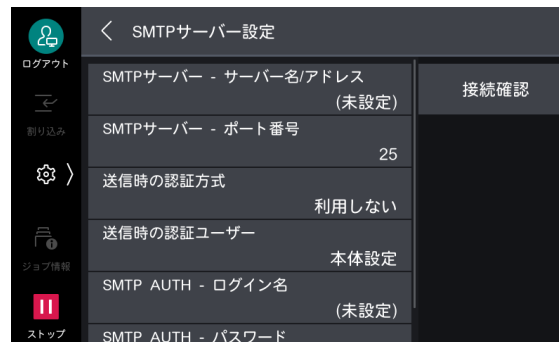 SMTPサーバー設定
ログアウト
割り込み
ジョブ情報
ストップ
SMTPサーバー - サーバー名/アドレス
(未設定)
SMTPサーバー - ポート番号
25
送信時の認証方式
利用しない
送信時の認証ユーザー
本体設定
SMTP AUTH - ログイン名
(未設定)
SMTP AUTH - パスワード
接続確認